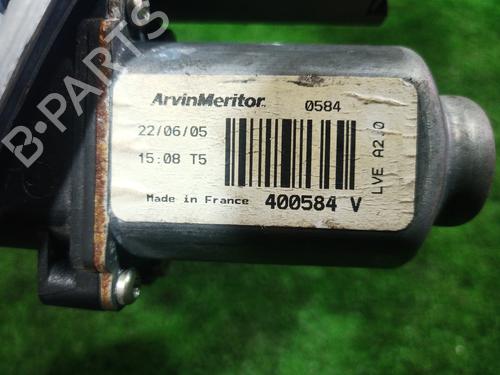 ArvinMeritor. 0584
22/06/05
15:08 T5
Made in France 400584 V
LVE A2.0
B-PARTS